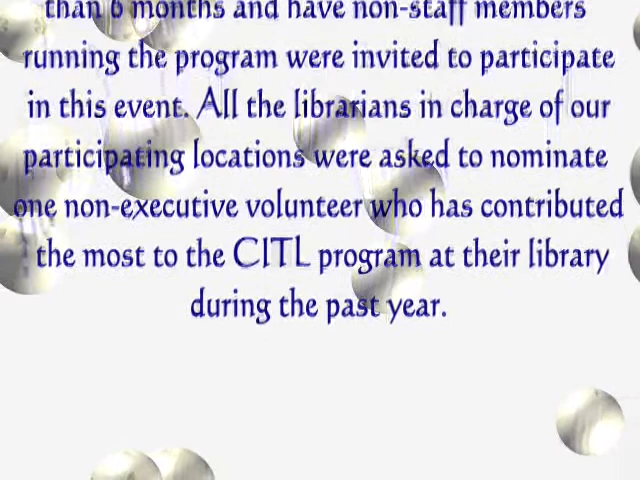 than 6 months and have non-staff members
running the program were invited to participate
in this event. All the librarians in charge of our
participating locations were asked to nominate
one non-executive volunteer who has contributed
the most to the CITL program at their library
during the past year.